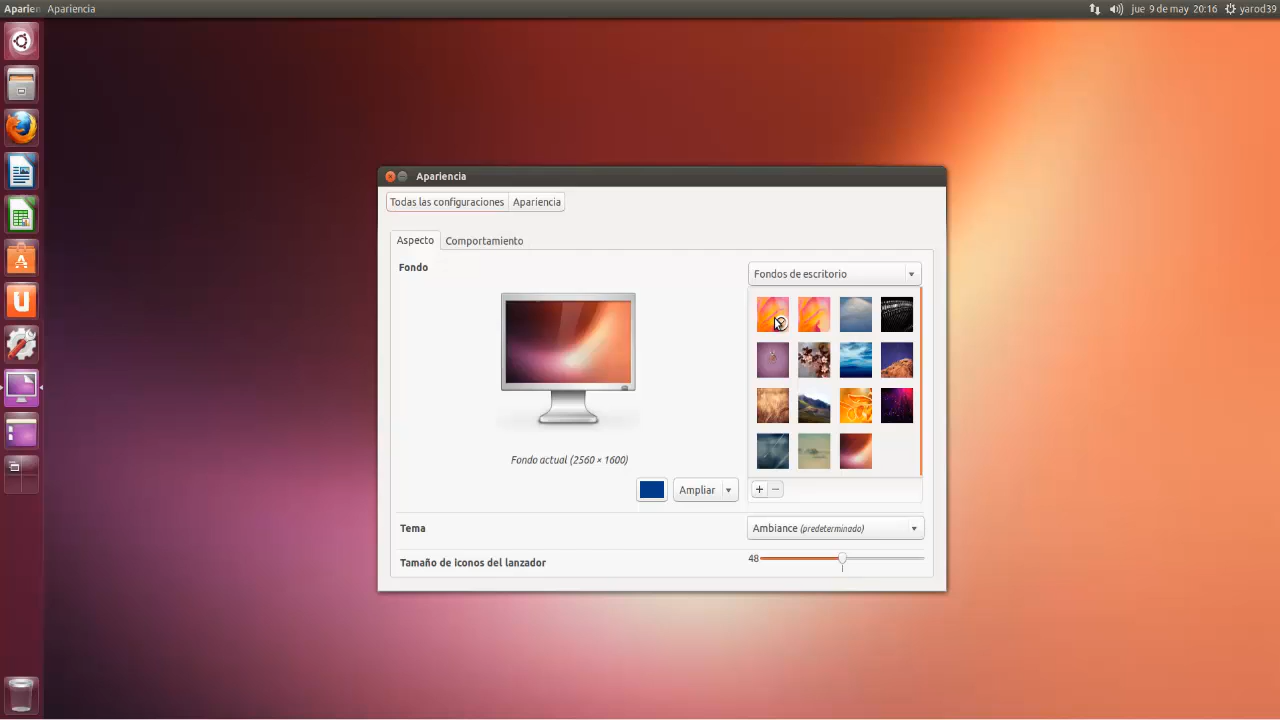 Aparien Apariencia jue 9 de may 20:16 yarod39
Apariencia
Todas las configuraciones Apariencia
Aspecto Comportamiento
Fondo
Fondos de escritorio
Fondo actual (2560 × 1600)
Ampliar
+ −
Tema
Ambiance (predeterminado)
Tamaño de iconos del lanzador
48